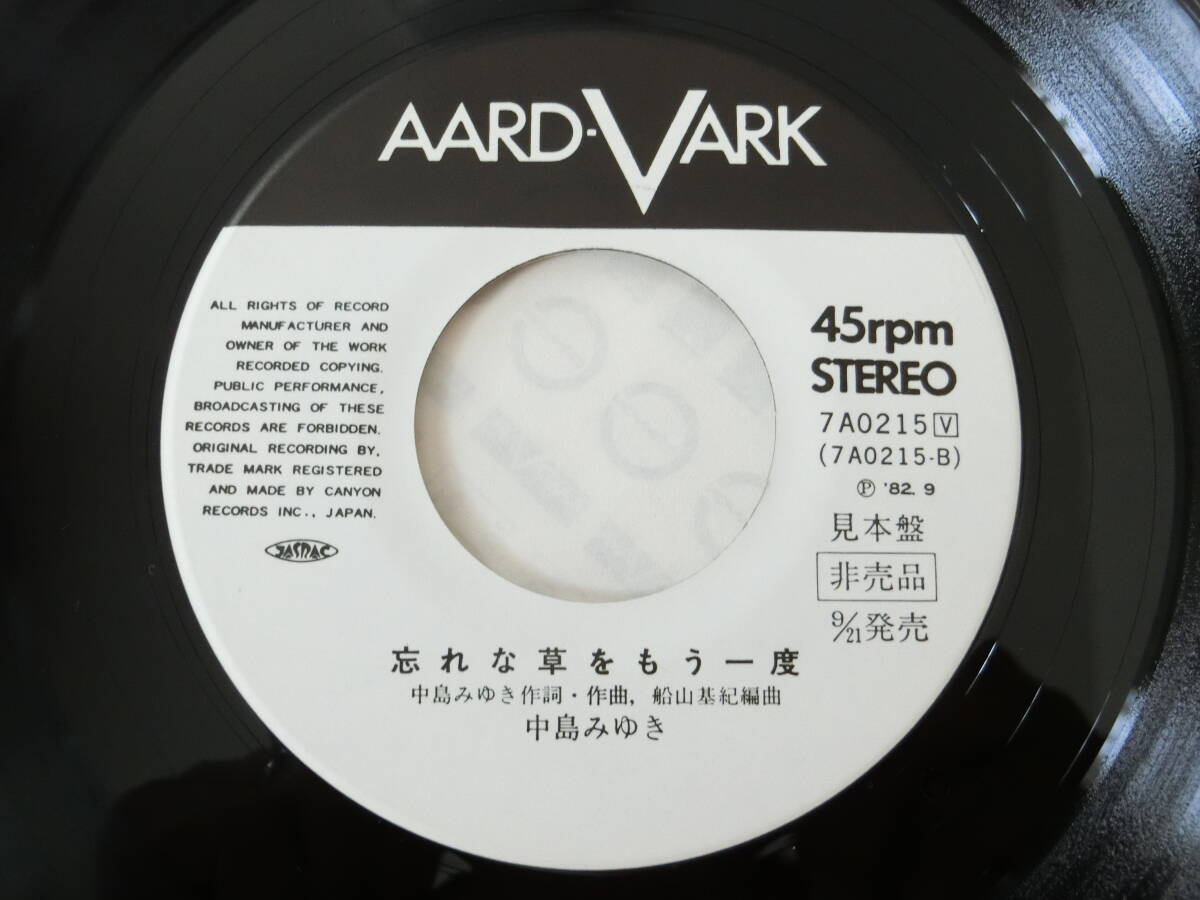 AARD-VARK
ALL RIGHTS OF RECORD
MANUFACTURER AND
OWNER OF THE WORK
RECORDED COPYING.
PUBLIC PERFORMANCE,
BROADCASTING OF THESE
RECORDS ARE FORBIDDEN.
ORIGINAL RECORDING BY,
TRADE MARK REGISTERED
AND MADE BY CANYON
RECORDS INC., JAPAN.
JASRAC
45rpm
STEREO
7A0215 V
(7A0215-B)
Ⓟ '82. 9
見本盤
非売品
9/21発売
忘れな草をもう一度
中島みゆき作詞・作曲, 船山基紀編曲
中島みゆき